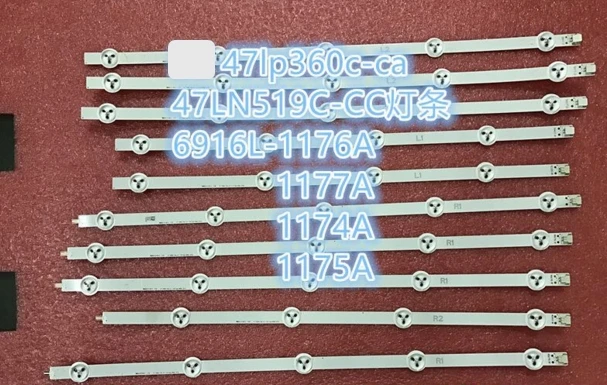 47lp360c-ca
47LN519C-CC灯条
6916L-1176A
1177A
1174A
1175A
L1
L1
R1
R1
R1
R2
R1